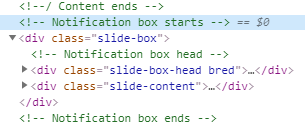 <!--/ Content ends -->
<!-- Notification box starts --> == $0
▼<div class="slide-box">
<!-- Notification box head -->
▶<div class="slide-box-head bred">…</div>
▶<div class="slide-content">…</div>
</div>
<!-- Notification box ends -->